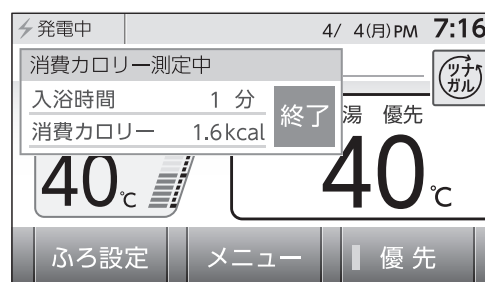 発電中 4/ 4(月)PM 7:16
消費カロリー測定中
ツナガル
入浴時間 1 分
終了
消費カロリー 1.6kcal
湯 優先
40℃ 40℃
ふろ設定 メニュー 優先